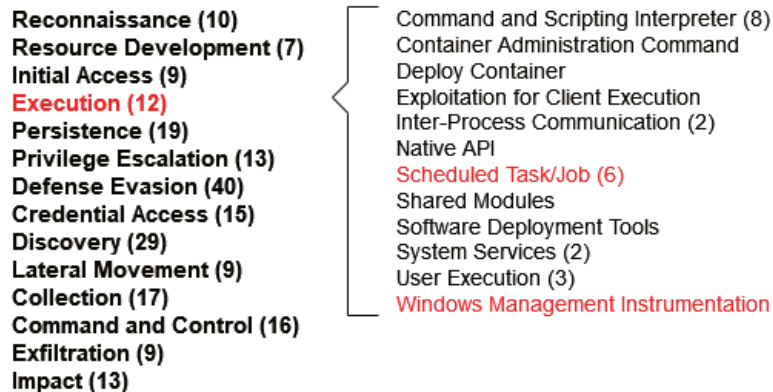 Reconnaissance (10)
Resource Development (7)
Initial Access (9)
Execution (12)
Persistence (19)
Privilege Escalation (13)
Defense Evasion (40)
Credential Access (15)
Discovery (29)
Lateral Movement (9)
Collection (17)
Command and Control (16)
Exfiltration (9)
Impact (13)
Command and Scripting Interpreter (8)
Container Administration Command
Deploy Container
Exploitation for Client Execution
Inter-Process Communication (2)
Native API
Scheduled Task/Job (6)
Shared Modules
Software Deployment Tools
System Services (2)
User Execution (3)
Windows Management Instrumentation